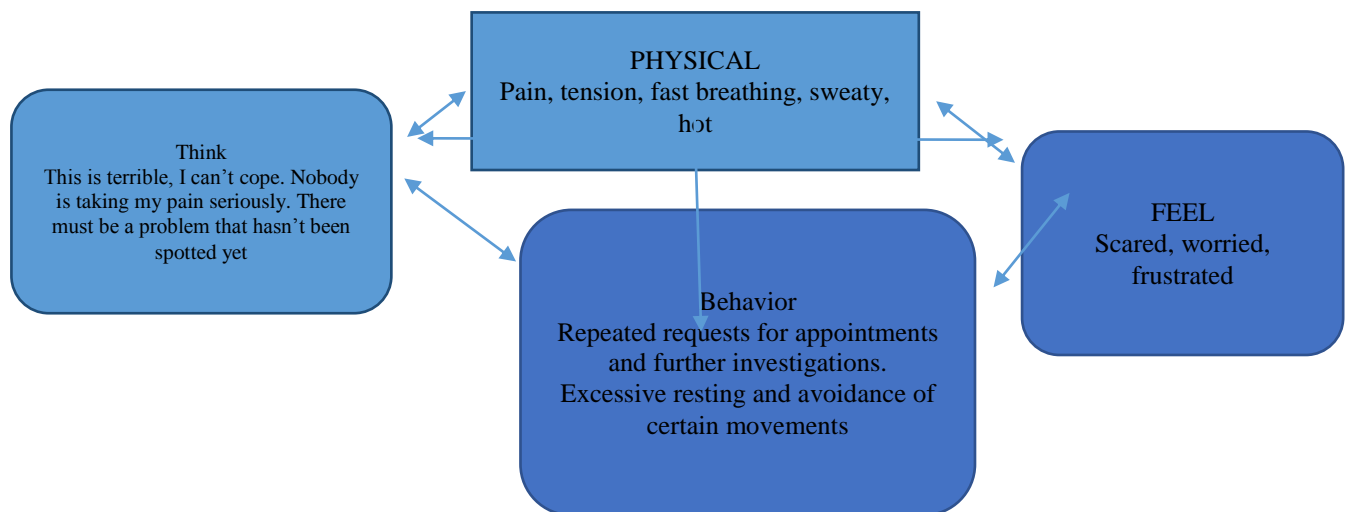 PHYSICAL
Pain, tension, fast breathing, sweaty,
hot
Think
This is terrible, I can’t cope. Nobody
is taking my pain seriously. There
must be a problem that hasn’t been
spotted yet
FEEL
Scared, worried,
frustrated
Behavior
Repeated requests for appointments
and further investigations.
Excessive resting and avoidance of
certain movements